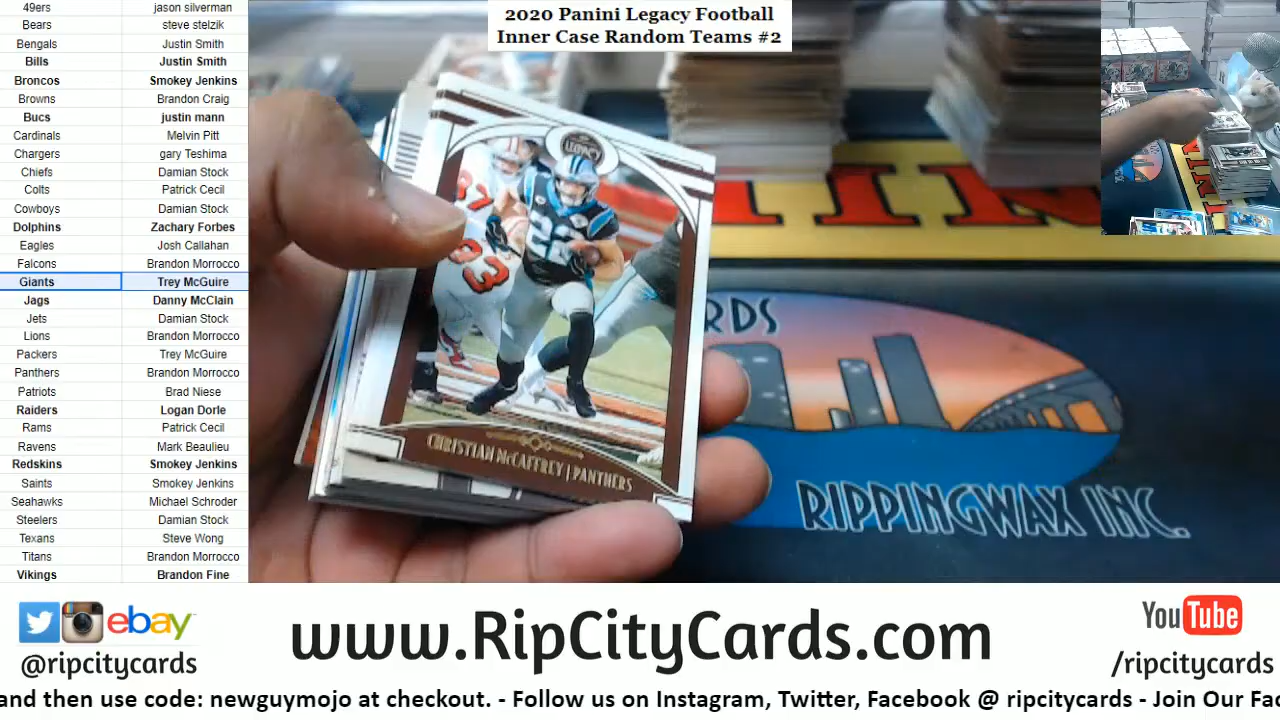 49ers jason silverman
Bears steve stelzik
Bengals Justin Smith
Bills Justin Smith
Broncos Smokey Jenkins
Browns Brandon Craig
Bucs justin mann
Cardinals Melvin Pitt
Chargers gary Teshima
Chiefs Damian Stock
Colts Patrick Cecil
Cowboys Damian Stock
Dolphins Zachary Forbes
Eagles Josh Callahan
Falcons Brandon Morrocco
Giants Trey McGuire
Jags Danny McClain
Jets Damian Stock
Lions Brandon Morrocco
Packers Trey McGuire
Panthers Brandon Morrocco
Patriots Brad Niese
Raiders Logan Dorle
Rams Patrick Cecil
Ravens Mark Beaulieu
Redskins Smokey Jenkins
Saints Smokey Jenkins
Seahawks Michael Schroder
Steelers Damian Stock
Texans Steve Wong
Titans Brandon Morrocco
Vikings Brandon Fine
2020 Panini Legacy Football
Inner Case Random Teams #2
LEGACY
22
93
CHRISTIAN McCAFFREY | PANTHERS
RDS
RIPPINGWAX INC.
ebay
@ripcitycards
www.RipCityCards.com
YouTube
/ripcitycards
and then use code: newguymojo at checkout. - Follow us on Instagram, Twitter, Facebook @ ripcitycards - Join Our Fac